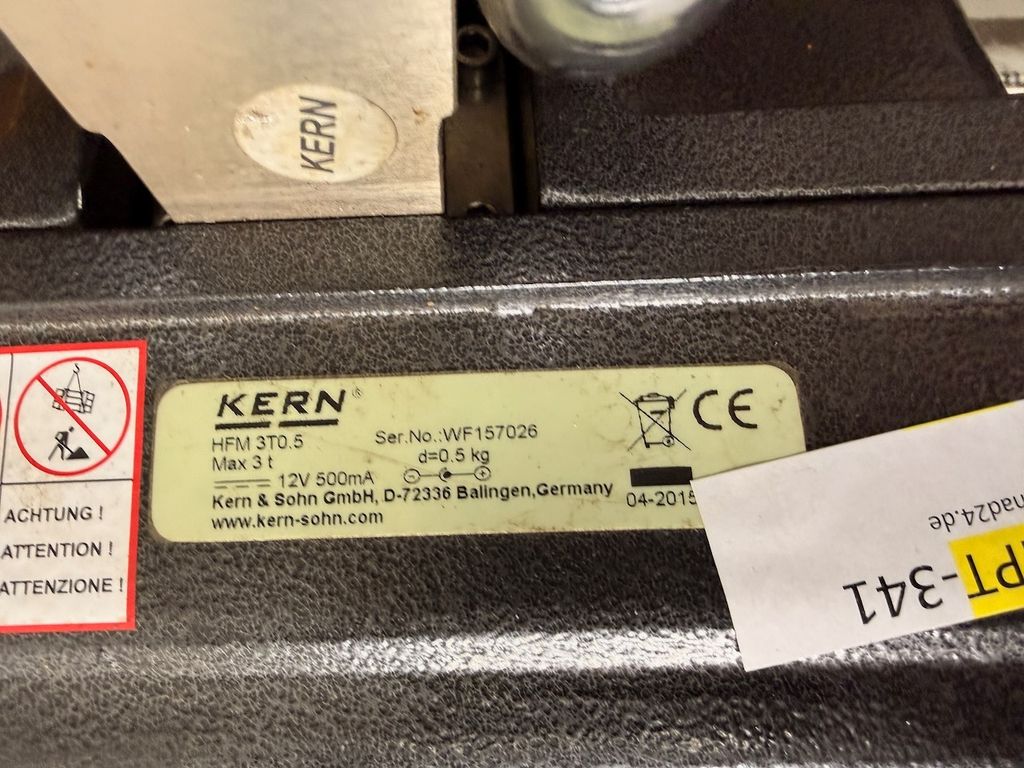 KERN
KERN®
HFM 3T0.5
Ser.No.:WF157026
Max 3 t
d=0.5 kg
12V 500mA
Kern & Sohn GmbH, D-72336 Balingen,Germany
www.kern-sohn.com
CE
04-2015
ACHTUNG !
ATTENTION !
ATTENZIONE !
PT-341
nad24.de